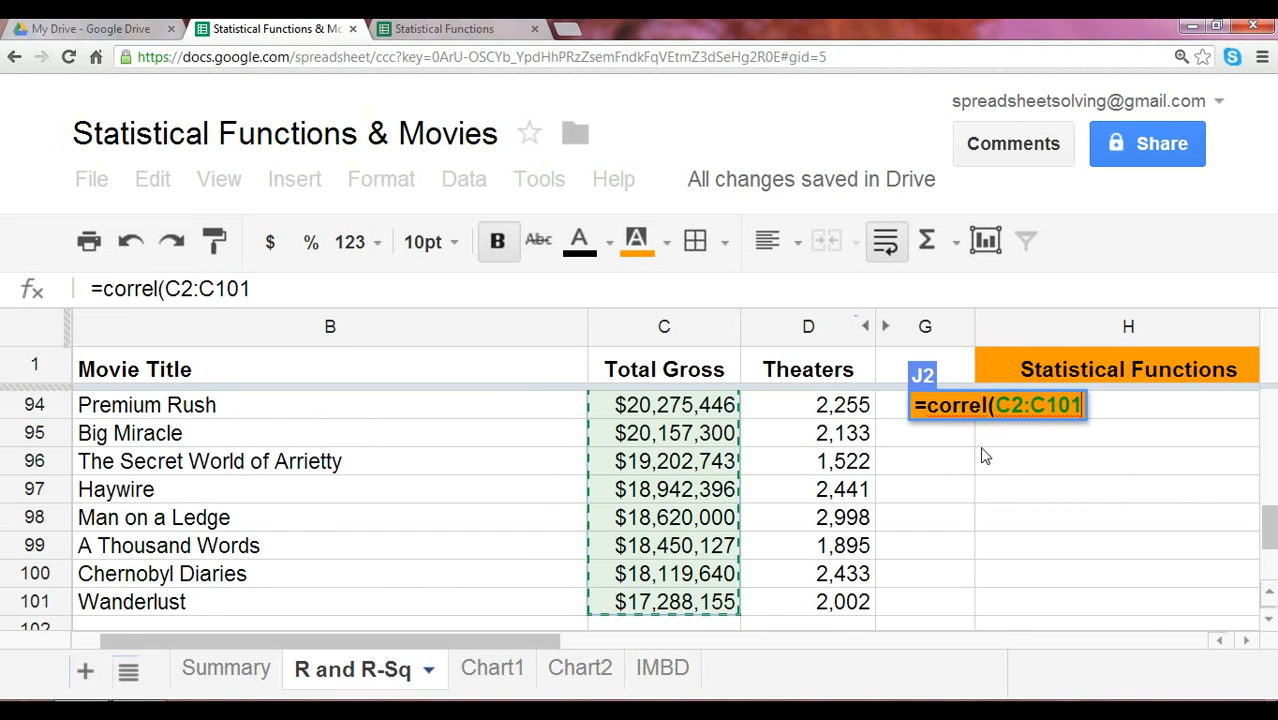 My Drive - Google Drive
Statistical Functions & Mo
Statistical Functions
https://docs.google.com/spreadsheet/ccc?key=0ArU-OSCYb_YpdHhPRzZsemFndkFqVEtmZ3dSeHg2R0E#gid=5
spreadsheetsolving@gmail.com
Statistical Functions & Movies
Comments
Share
File Edit View Insert Format Data Tools Help All changes saved in Drive
$ % 123 10pt B Abc A A Σ
fx =correl(C2:C101
B C D G H
1 Movie Title Total Gross Theaters Statistical Functions
J2
94 Premium Rush $20,275,446 2,255 =correl(C2:C101
95 Big Miracle $20,157,300 2,133
96 The Secret World of Arrietty $19,202,743 1,522
97 Haywire $18,942,396 2,441
98 Man on a Ledge $18,620,000 2,998
99 A Thousand Words $18,450,127 1,895
100 Chernobyl Diaries $18,119,640 2,433
101 Wanderlust $17,288,155 2,002
102
Summary R and R-Sq Chart1 Chart2 IMBD